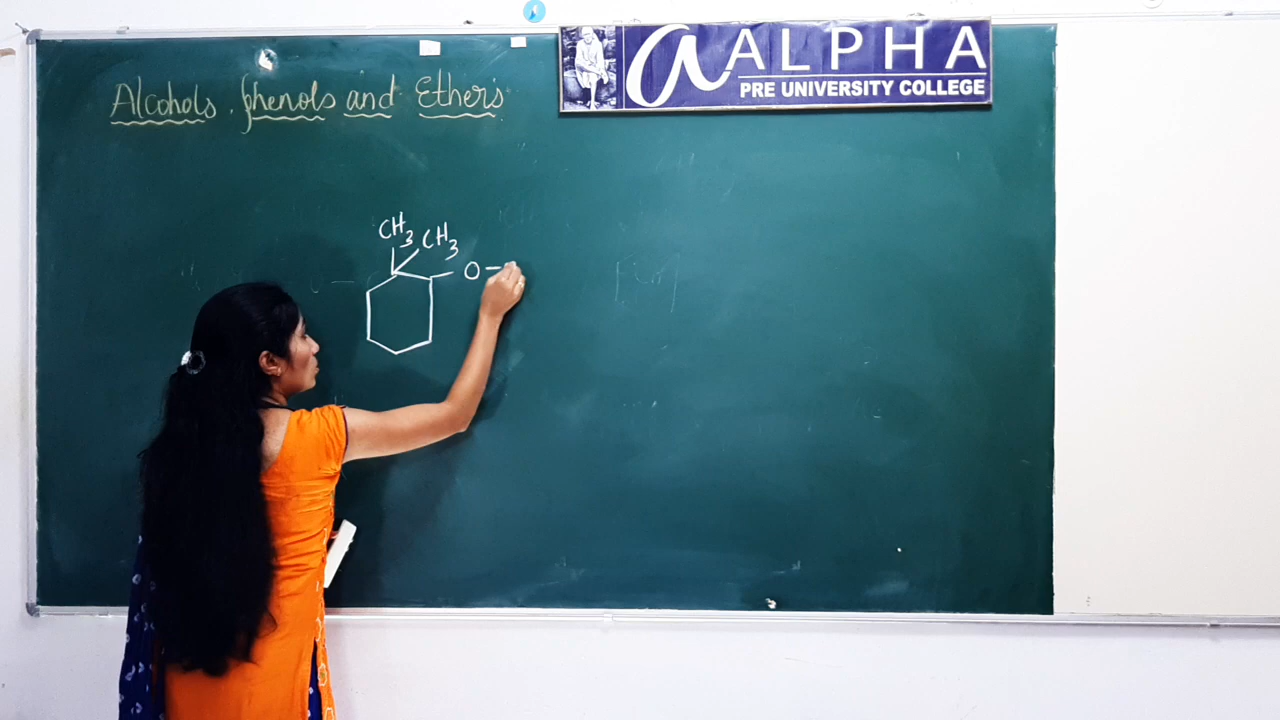 Alcohols, phenols and Ethers
a ALPHA
PRE UNIVERSITY COLLEGE
CH3
CH3
O –